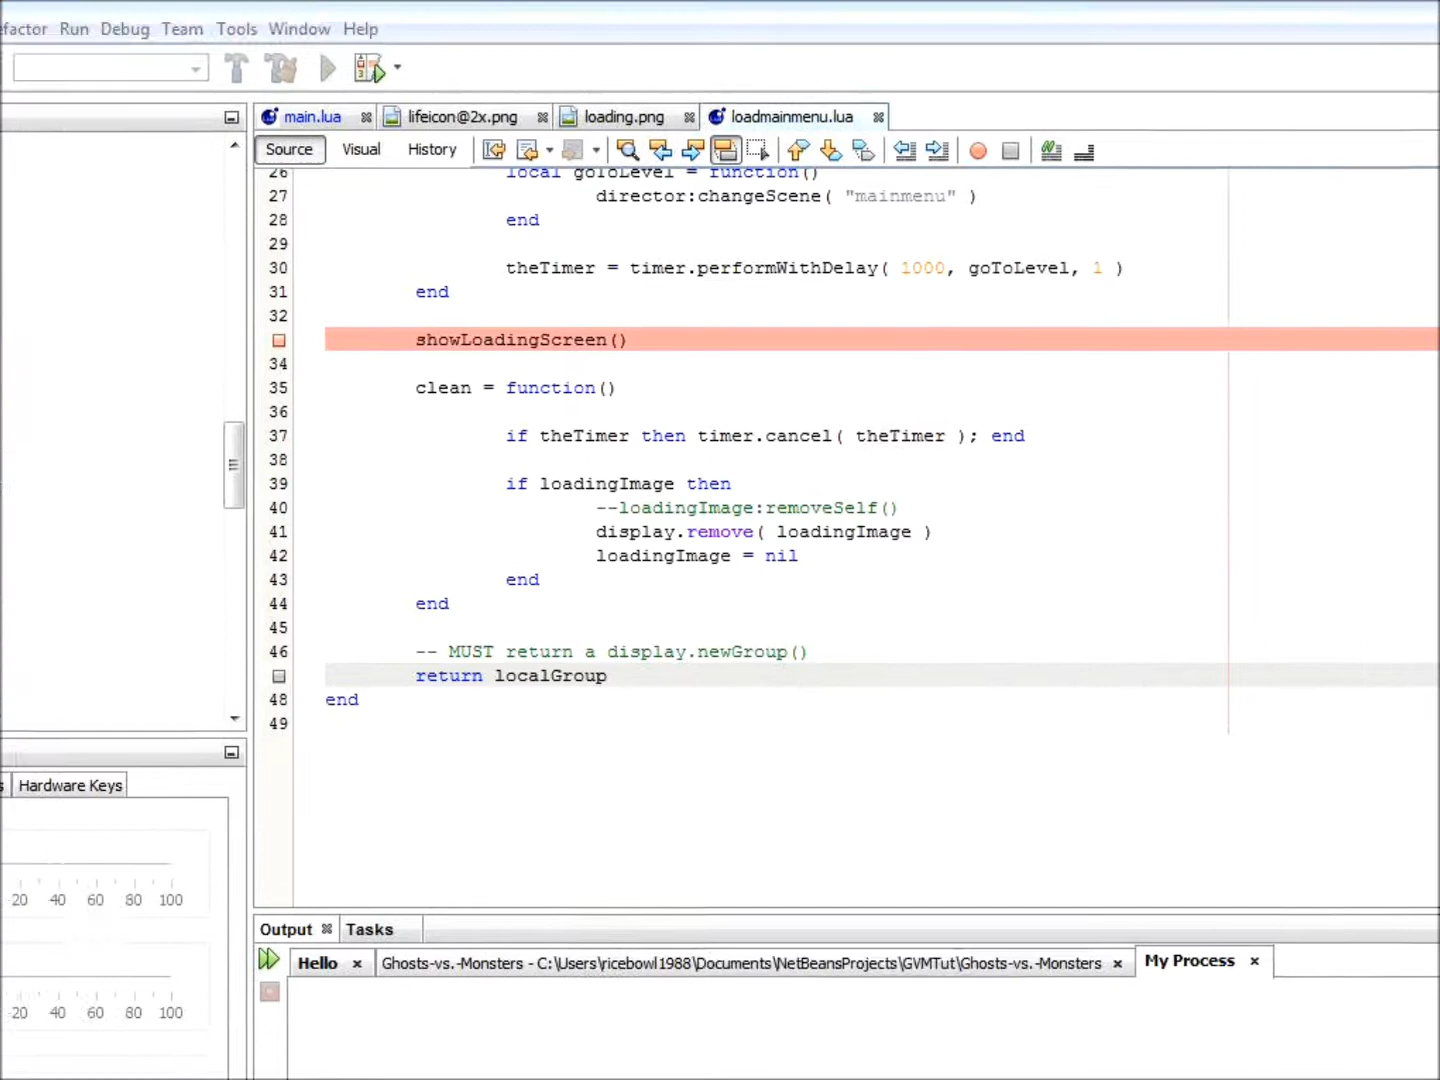 efactor Run Debug Team Tools Window Help
main.lua lifeicon@2x.png loading.png loadmainmenu.lua
Source Visual History
26 local goToLevel = function()
27 director:changeScene( "mainmenu" )
28 end
29
30 theTimer = timer.performWithDelay( 1000, goToLevel, 1 )
31 end
32
showLoadingScreen()
34
35 clean = function()
36
37 if theTimer then timer.cancel( theTimer ); end
38
39 if loadingImage then
40 --loadingImage:removeSelf()
41 display.remove( loadingImage )
42 loadingImage = nil
43 end
44 end
45
46 -- MUST return a display.newGroup()
return localGroup
48 end
49
s Hardware Keys
20 40 60 80 100
20 40 60 80 100
Output Tasks
Hello Ghosts-vs.-Monsters - C:\Users\ricebowl1988\Documents\NetBeansProjects\GVMTut\Ghosts-vs.-Monsters My Process